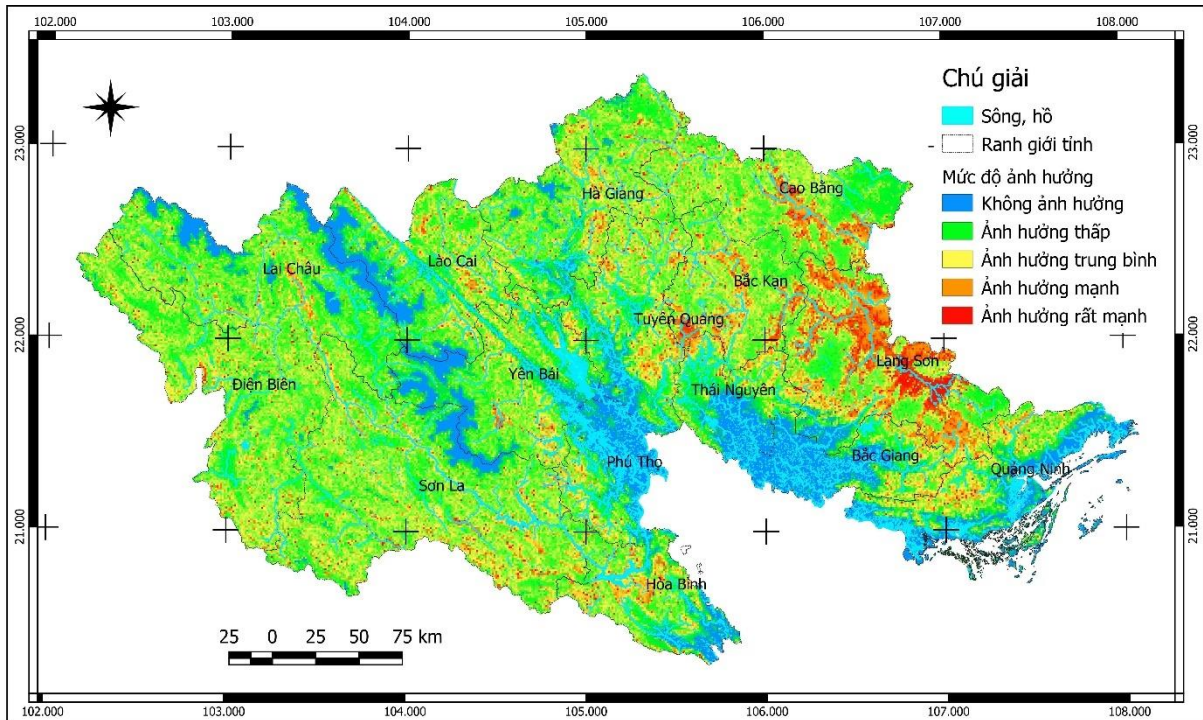 102.000 103.000 104.000 105.000 106.000 107.000 108.000
Chú giải
Sông, hồ
Ranh giới tỉnh
Mức độ ảnh hưởng
Không ảnh hưởng
Ảnh hưởng thấp
Ảnh hưởng trung bình
Ảnh hưởng mạnh
Ảnh hưởng rất mạnh
23.000
23.000
Cao Bằng
Hà Giang
Lào Cai
Lai Châu
Bắc Kạn
Tuyên Quang
22.000
22.000
Lạng Sơn
Yên Bái
Điện Biên
Thái Nguyên
Bắc Giang
Phú Thọ
Quảng Ninh
Sơn La
21.000
21.000
Hòa Bình
25 0 25 50 75 km
102.000 103.000 104.000 105.000 106.000 107.000 108.000